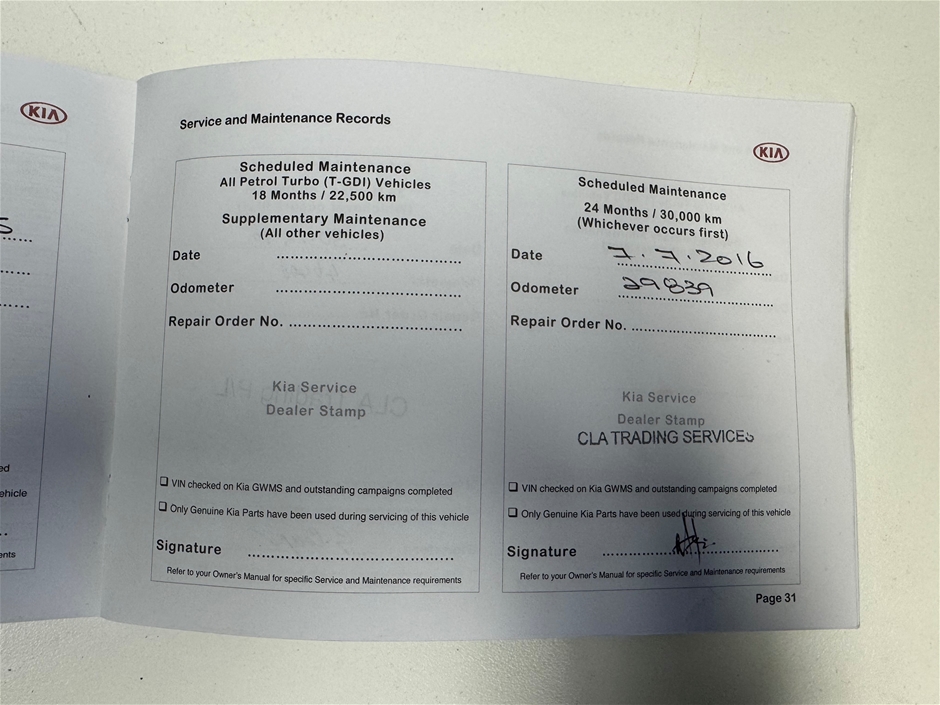 KIA
Service and Maintenance Records
KIA
Scheduled Maintenance
All Petrol Turbo (T-GDI) Vehicles
18 Months / 22,500 km
Supplementary Maintenance
(All other vehicles)
Date
Odometer
Repair Order No.
Kia Service
Dealer Stamp
VIN checked on Kia GWMS and outstanding campaigns completed
Only Genuine Kia Parts have been used during servicing of this vehicle
Signature
Refer to your Owner's Manual for specific Service and Maintenance requirements
Scheduled Maintenance
24 Months / 30,000 km
(Whichever occurs first)
Date 7.7.2016
Odometer 29839
Repair Order No.
Kia Service
Dealer Stamp
CLA TRADING SERVICES
VIN checked on Kia GWMS and outstanding campaigns completed
Only Genuine Kia Parts have been used during servicing of this vehicle
Signature
Refer to your Owner's Manual for specific Service and Maintenance requirements
Page 31